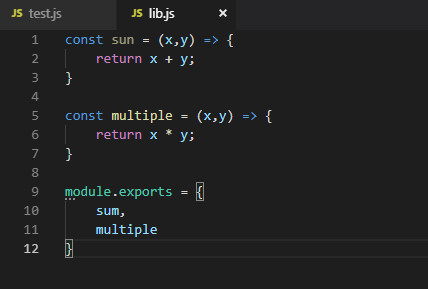 JS test.js JS lib.js ×
1 const sun = (x,y) => {
2 return x + y;
3 }
4
5 const multiple = (x,y) => {
6 return x * y;
7 }
8
9 module.exports = {
10 sum,
11 multiple
12 }